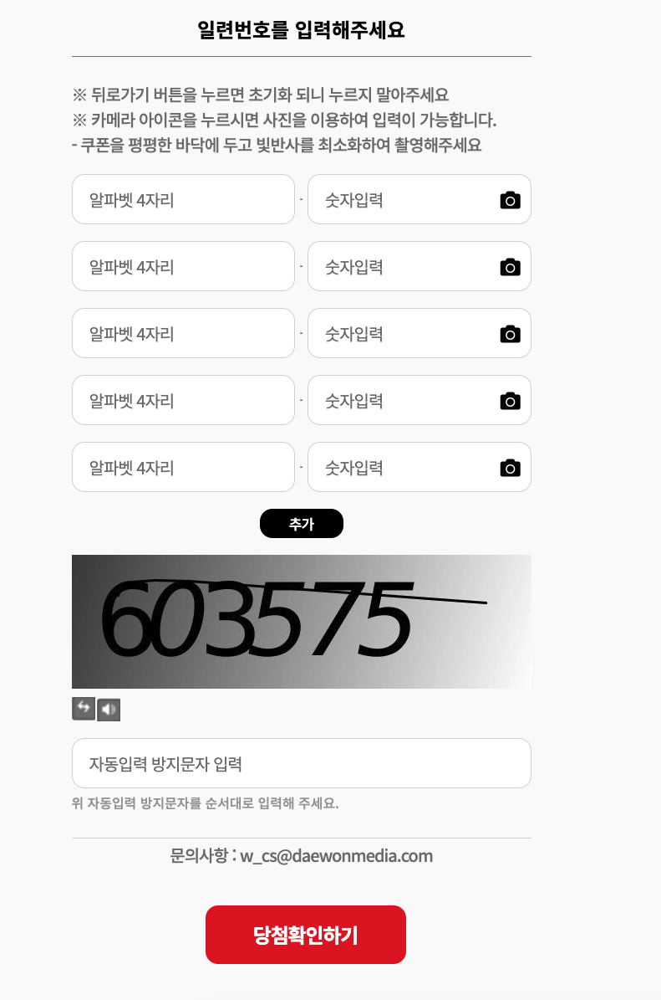 일련번호를 입력해주세요
※ 뒤로가기 버튼을 누르면 초기화 되니 누르지 말아주세요
※ 카메라 아이콘을 누르시면 사진을 이용하여 입력이 가능합니다.
- 쿠폰을 평평한 바닥에 두고 빛반사를 최소화하여 촬영해주세요
알파벳 4자리 - 숫자입력
알파벳 4자리 - 숫자입력
알파벳 4자리 - 숫자입력
알파벳 4자리 - 숫자입력
알파벳 4자리 - 숫자입력
추가
603575
자동입력 방지문자 입력
위 자동입력 방지문자를 순서대로 입력해 주세요.
문의사항 : w_cs@daewonmedia.com
당첨확인하기